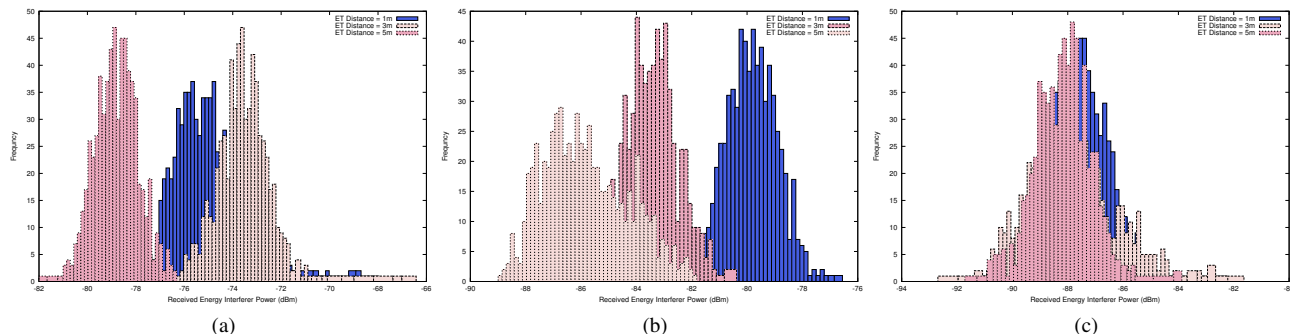 50
45
40
35
30
25
20
15
10
5
0
Frequncy
-82 -80 -78 -76 -74 -72 -70 -68 -66
Received Energy Interferer Power (dBm)
ET Distance = 1m
ET Distance = 3m
ET Distance = 5m
(a)
45
40
35
30
25
20
15
10
5
0
Frequncy
-90 -88 -86 -84 -82 -80 -78 -76
Received Energy Interferer Power (dBm)
ET Distance = 1m
ET Distance = 3m
ET Distance = 5m
(b)
50
45
40
35
30
25
20
15
10
5
0
Frequncy
-94 -92 -90 -88 -86 -84 -82
Received Energy Interferer Power (dBm)
ET Distance = 1m
ET Distance = 3m
ET Distance = 5m
(c)